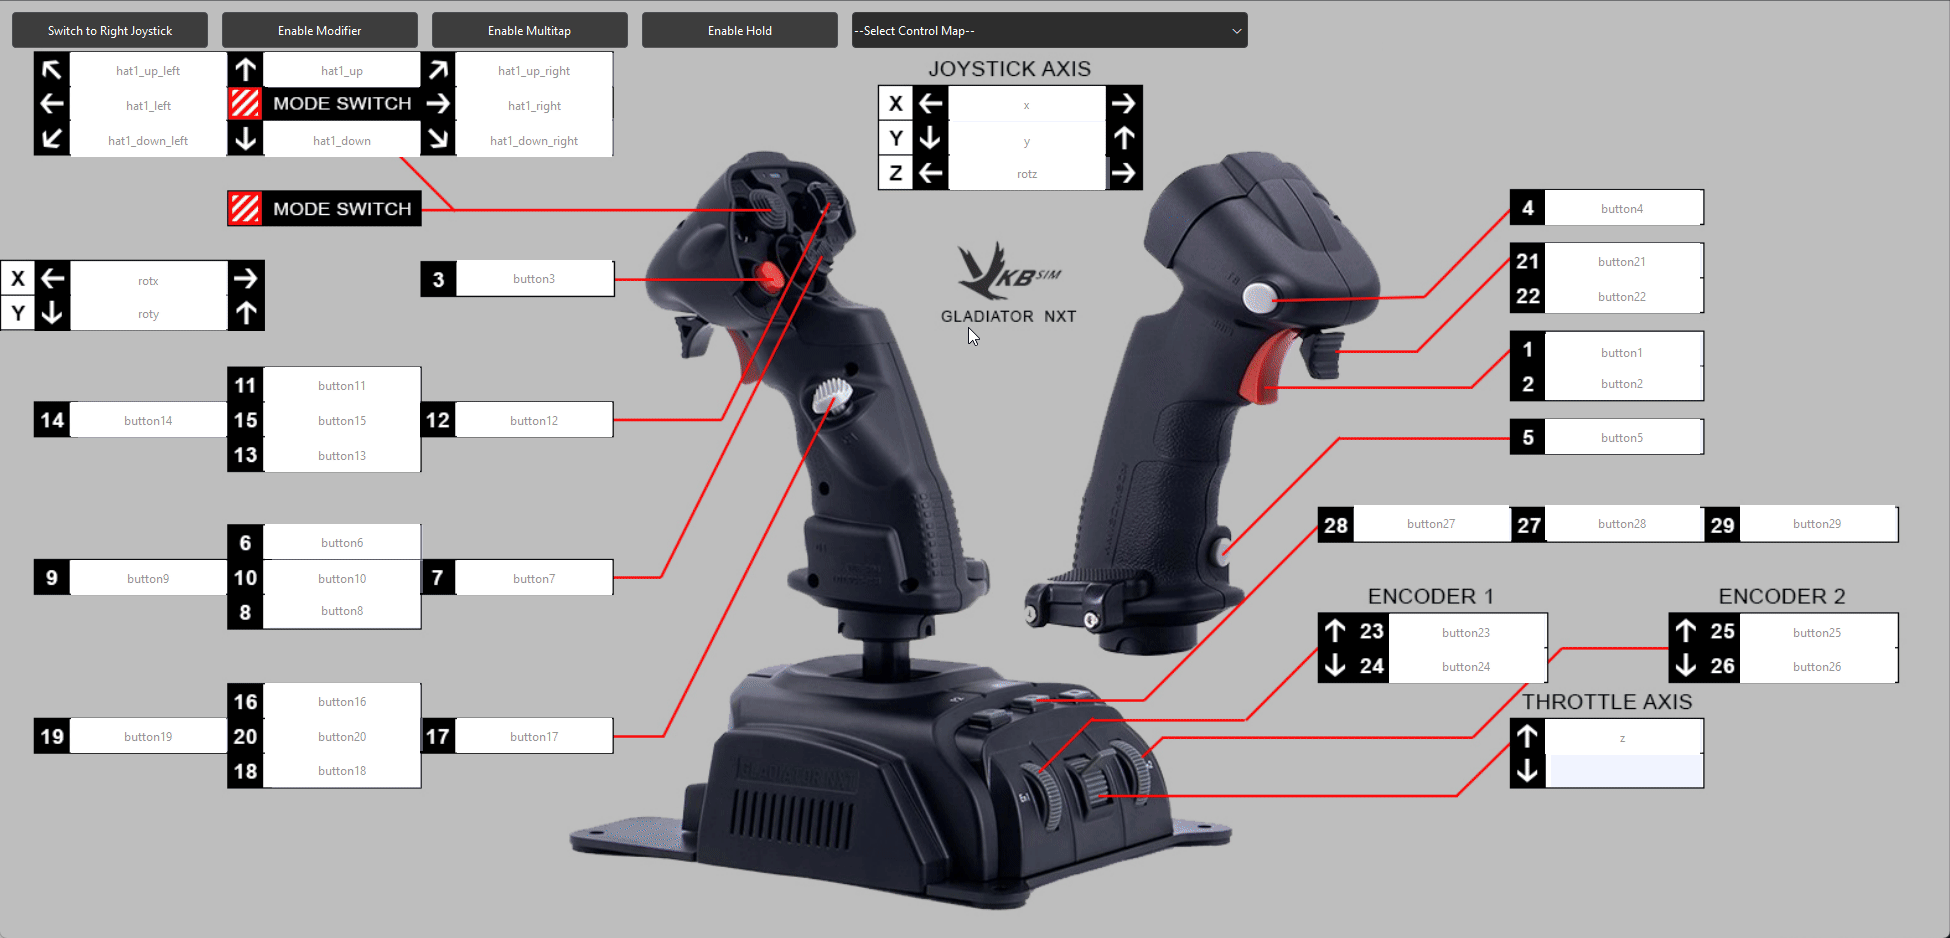 Switch to Right Joystick
Enable Modifier
Enable Multitap
Enable Hold
--Select Control Map--
hat1_up_left
hat1_up
hat1_up_right
hat1_left
MODE SWITCH
hat1_right
hat1_down_left
hat1_down
hat1_down_right
MODE SWITCH
JOYSTICK AXIS
X x
Y y
Z rotz
VKBSIM
GLADIATOR NXT
X rotx
Y roty
3 button3
11 button11
14 button14
15 button15
12 button12
13 button13
6 button6
9 button9
10 button10
7 button7
8 button8
16 button16
19 button19
20 button20
17 button17
18 button18
4 button4
21 button21
22 button22
1 button1
2 button2
5 button5
28 button27
27 button28
29 button29
ENCODER 1
23 button23
24 button24
ENCODER 2
25 button25
26 button26
THROTTLE AXIS
z
GLADIATOR NXT